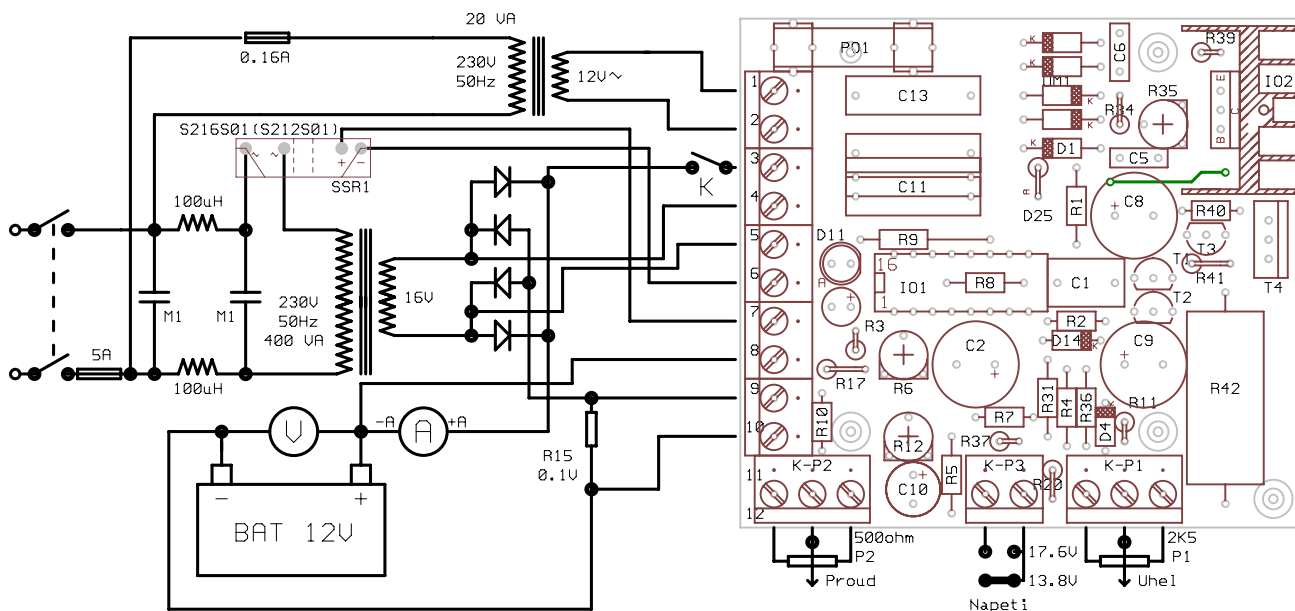 20 VA
0.16A
230V
50Hz
12V~
S216S01(S212S01)
~
~
+
-
SSR1
100uH
M1
M1
100uH
5A
230V
50Hz
400 VA
16V
K
V
-A
A
+A
R15
0.1V
-
+
BAT 12V
PO1
1
2
3
4
5
6
7
8
9
10
11
12
C13
C11
D11
A
+
R9
16
1
IO1
R8
C1
R3
R17
R6
C2
+
R10
R12
R7
R37
R5
C10
+
K-P2
K-P3
K-P1
R20
K
K
UM1
K
K
K
D1
C6
R34
R35
C5
R39
E
C
B
IO2
A
D25
R1
+
C8
R40
T3
T1
R41
T4
T2
R2
D14
K
C9
+
R42
R31
R4
R36
D4
K
R11
500ohm
P2
Proud
17.6V
13.8V
Napeti
2K5
P1
Uhel